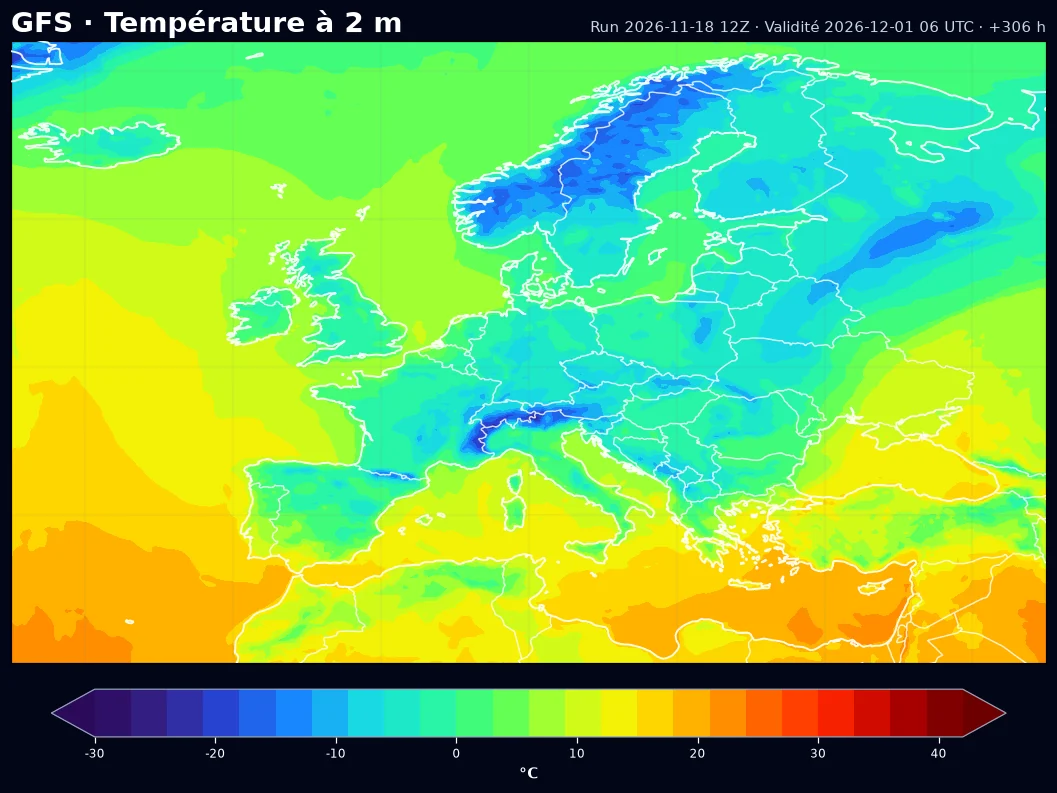 GFS · Température à 2 m
Run 2026-11-18 12Z · Validité 2026-12-01 06 UTC · +306 h
-30 -20 -10 0 10 20 30 40
°C